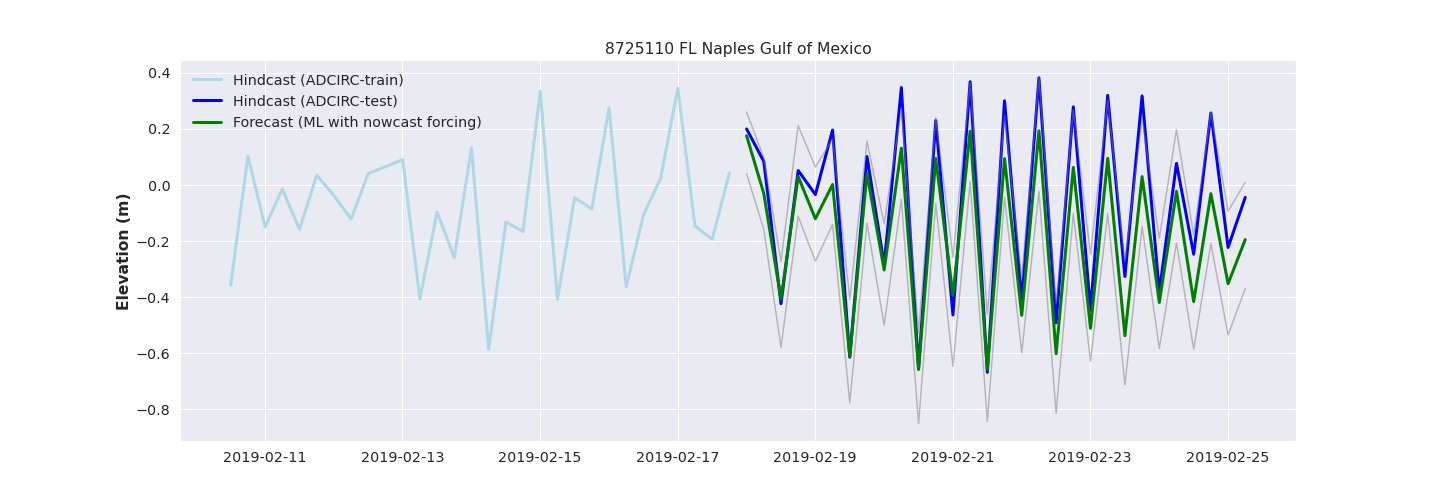 8725110 FL Naples Gulf of Mexico
Hindcast (ADCIRC-train)
Hindcast (ADCIRC-test)
Forecast (ML with nowcast forcing)
Elevation (m)
0.4
0.2
0.0
−0.2
−0.4
−0.6
−0.8
2019-02-11 2019-02-13 2019-02-15 2019-02-17 2019-02-19 2019-02-21 2019-02-23 2019-02-25